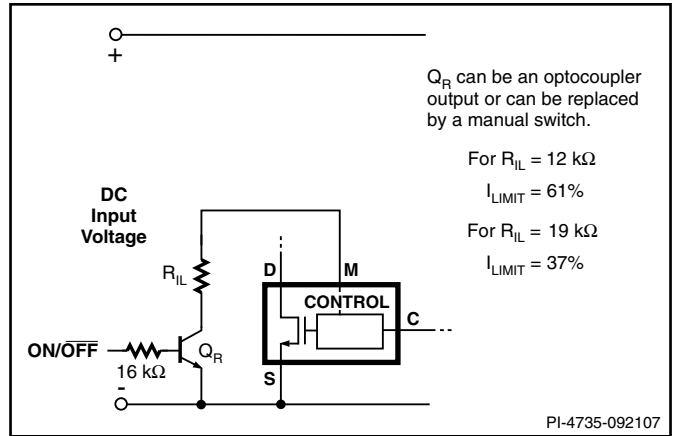 +
Q_R can be an optocoupler
output or can be replaced
by a manual switch.
For R_IL = 12 kΩ
I_LIMIT = 61%
For R_IL = 19 kΩ
I_LIMIT = 37%
DC
Input
Voltage
R_IL
D
M
CONTROL
C
ON/OFF
16 kΩ
Q_R
S
-
PI-4735-092107